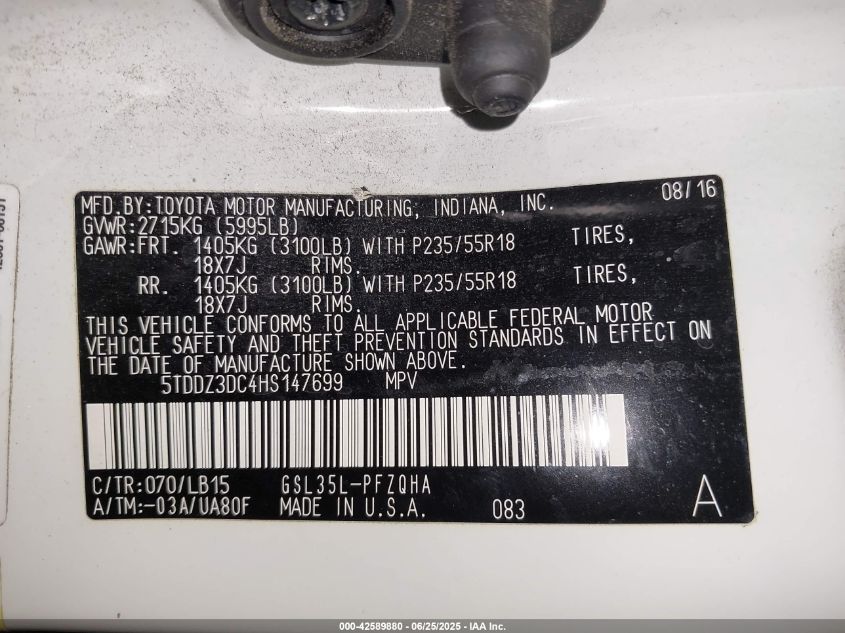 MFD.BY:TOYOTA MOTOR MANUFACTURING, INDIANA, INC. 08/16
GVWR:2715KG (5995LB)
GAWR:FRT. 1405KG (3100LB) WITH P235/55R18 TIRES,
18X7J RIMS.
RR. 1405KG (3100LB) WITH P235/55R18 TIRES,
18X7J RIMS.
THIS VEHICLE CONFORMS TO ALL APPLICABLE FEDERAL MOTOR
VEHICLE SAFETY AND THEFT PREVENTION STANDARDS IN EFFECT ON
THE DATE OF MANUFACTURE SHOWN ABOVE.
5TDDZ3DC4HS147699 MPV
C/TR:070/LB15 GSL35L-PFZQHA
A/TM:-03A/UA80F MADE IN U.S.A. 083 A
000-42589880 - 06/25/2025 - IAA Inc.